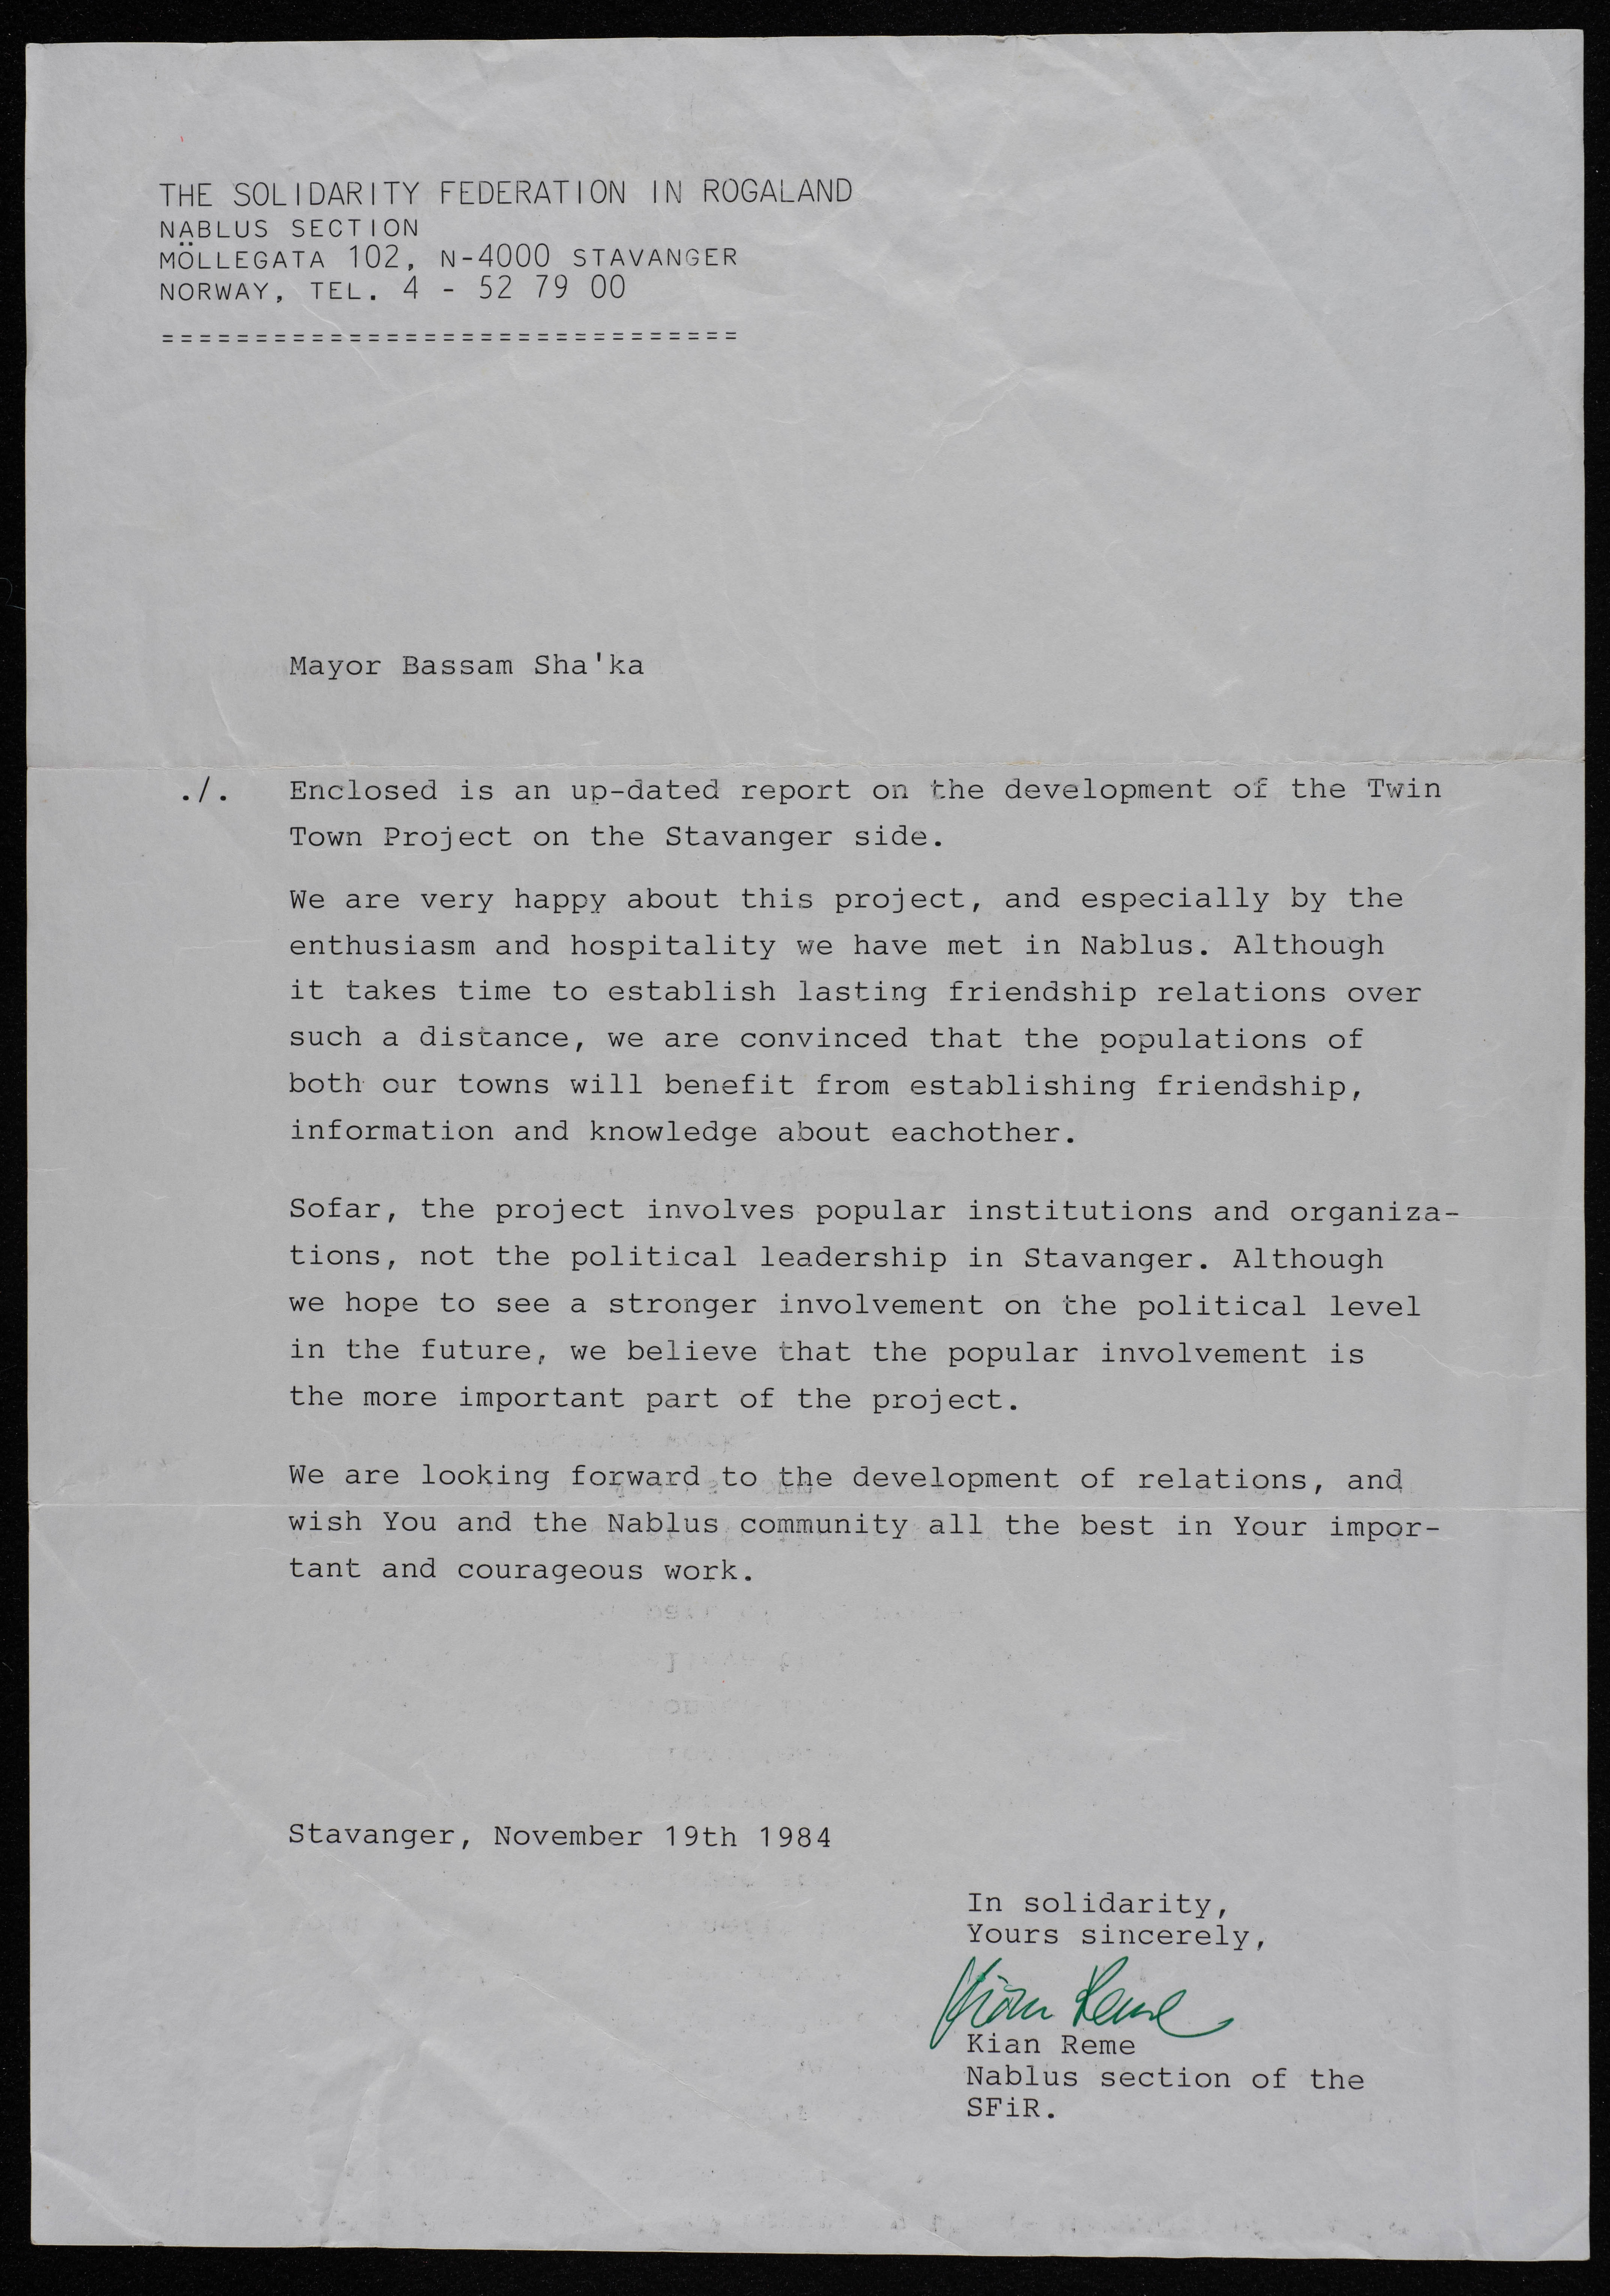 THE SOLIDARITY FEDERATION IN ROGALAND
NABLUS SECTION
MÖLLEGATA 102, N-4000 STAVANGER
NORWAY, TEL. 4 - 52 79 00
===============================
Mayor Bassam Sha'ka
./. Enclosed is an up-dated report on the development of the Twin
Town Project on the Stavanger side.
We are very happy about this project, and especially by the
enthusiasm and hospitality we have met in Nablus. Although
it takes time to establish lasting friendship relations over
such a distance, we are convinced that the populations of
both our towns will benefit from establishing friendship,
information and knowledge about eachother.
Sofar, the project involves popular institutions and organiza-
tions, not the political leadership in Stavanger. Although
we hope to see a stronger involvement on the political level
in the future, we believe that the popular involvement is
the more important part of the project.
We are looking forward to the development of relations, and
wish You and the Nablus community all the best in Your impor-
tant and courageous work.
Stavanger, November 19th 1984
In solidarity,
Yours sincerely,
Kian Reme
Kian Reme
Nablus section of the
SFiR.